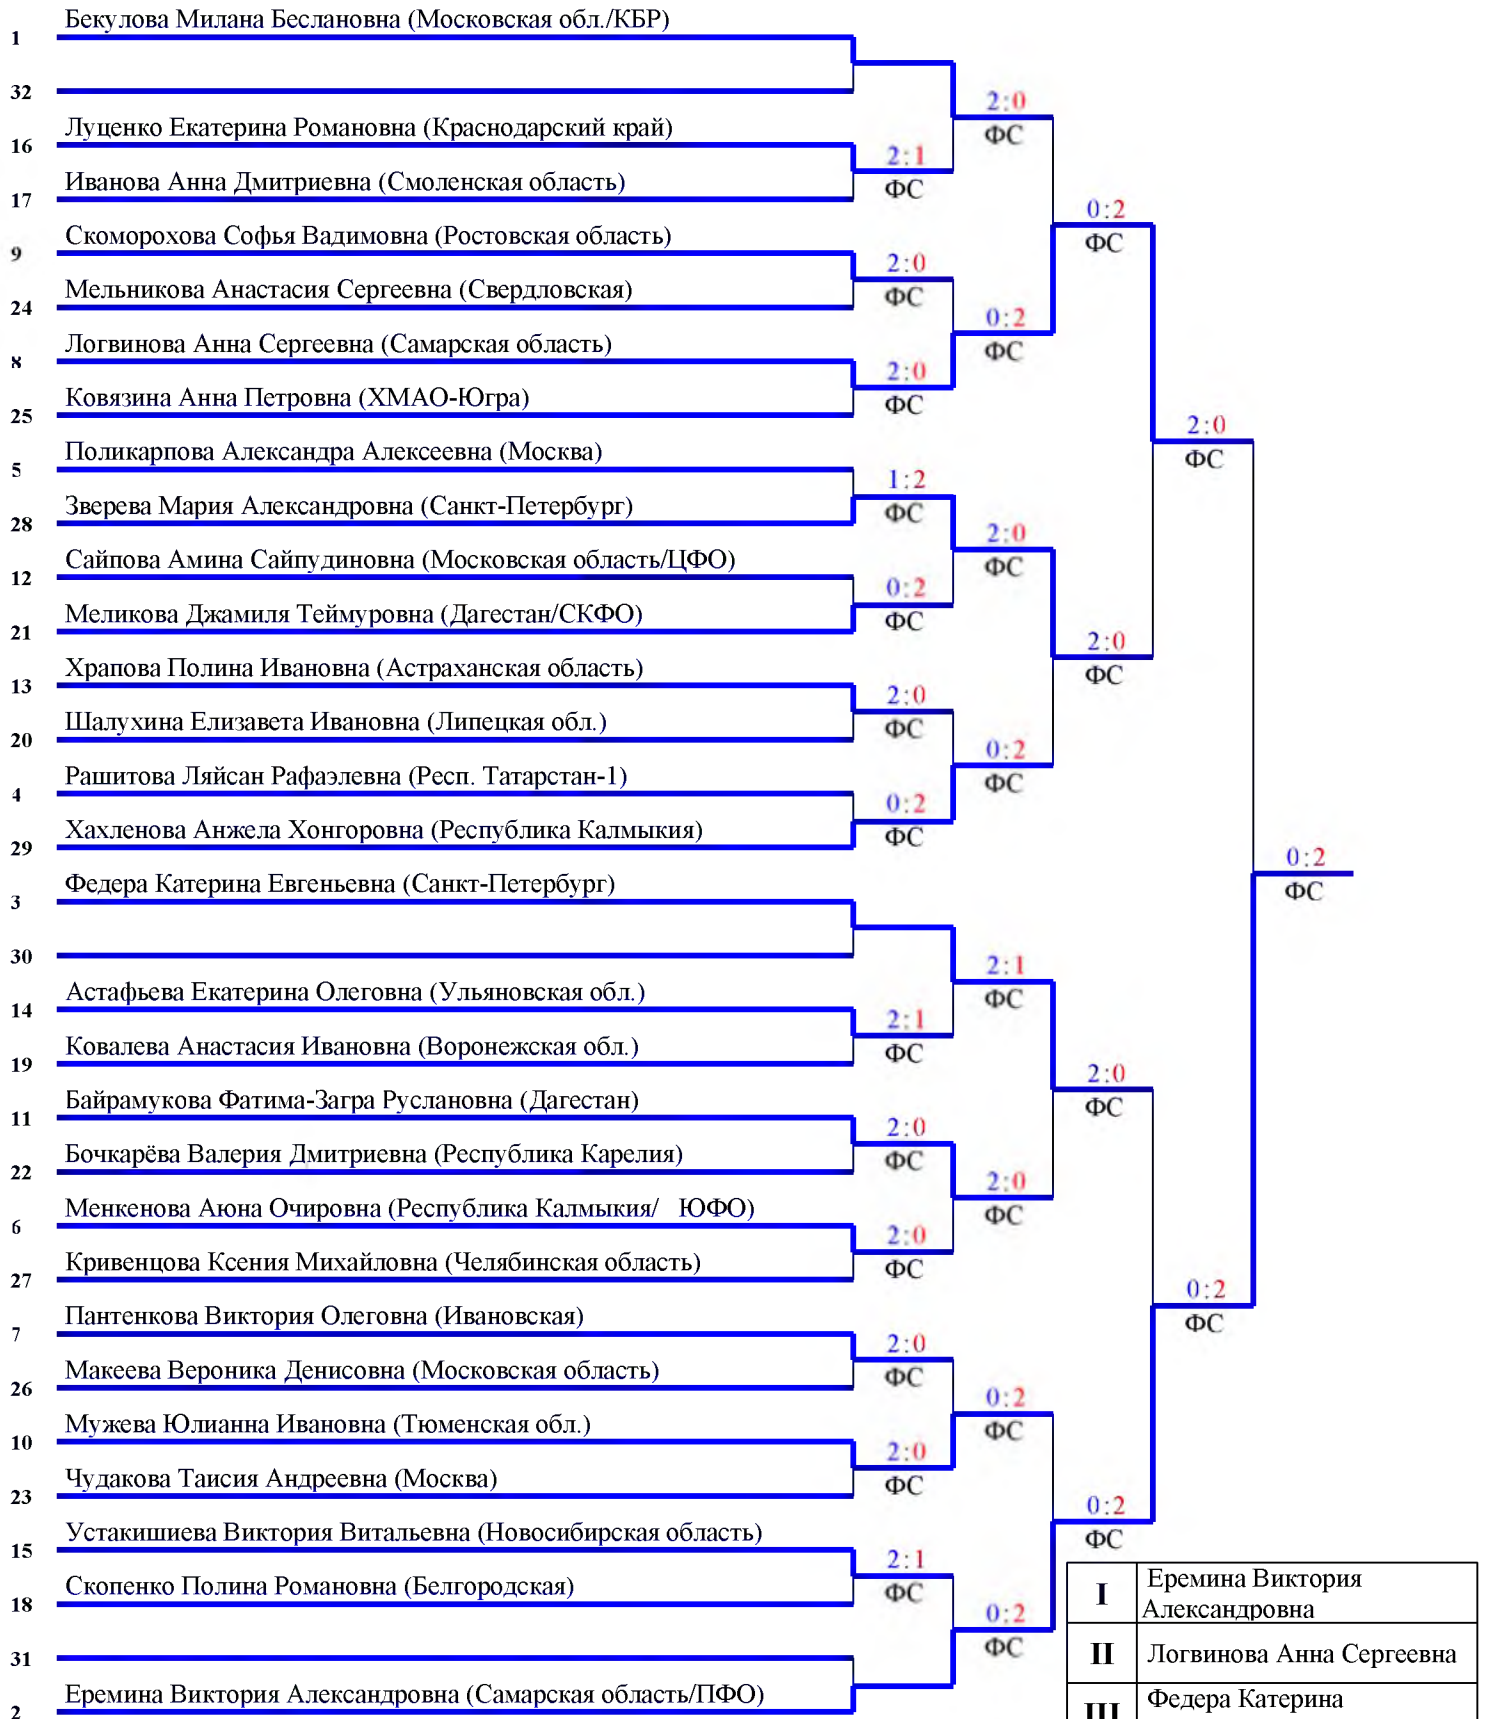 Бекулова Милана Беслановна (Московская обл./КБР)
1
32
2:0
ФС
Луценко Екатерина Романовна (Краснодарский край)
16
2:1
ФС
Иванова Анна Дмитриевна (Смоленская область)
17
0:2
ФС
Скоморохова Софья Вадимовна (Ростовская область)
9
2:0
ФС
Мельникова Анастасия Сергеевна (Свердловская)
24
0:2
ФС
Логвинова Анна Сергеевна (Самарская область)
8
2:0
ФС
Ковязина Анна Петровна (ХМАО-Югра)
25
2:0
ФС
Поликарпова Александра Алексеевна (Москва)
5
1:2
ФС
Зверева Мария Александровна (Санкт-Петербург)
28
2:0
ФС
Сайпова Амина Сайпудиновна (Московская область/ЦФО)
12
0:2
ФС
Меликова Джамиля Теймуровна (Дагестан/СКФО)
21
2:0
ФС
Храпова Полина Ивановна (Астраханская область)
13
2:0
ФС
Шалухина Елизавета Ивановна (Липецкая обл.)
20
0:2
ФС
Рашитова Ляйсан Рафаэлевна (Респ. Татарстан-1)
4
0:2
ФС
Хахленова Анжела Хонгоровна (Республика Калмыкия)
29
0:2
ФС
Федера Катерина Евгеньевна (Санкт-Петербург)
3
30
2:1
ФС
Астафьева Екатерина Олеговна (Ульяновская обл.)
14
2:1
ФС
Ковалева Анастасия Ивановна (Воронежская обл.)
19
2:0
ФС
Байрамукова Фатима-Загра Руслановна (Дагестан)
11
2:0
ФС
Бочкарёва Валерия Дмитриевна (Республика Карелия)
22
2:0
ФС
Менкенова Аюна Очировна (Республика Калмыкия/ ЮФО)
6
2:0
ФС
Кривенцова Ксения Михайловна (Челябинская область)
27
0:2
ФС
Пантенкова Виктория Олеговна (Ивановская)
7
2:0
ФС
Макеева Вероника Денисовна (Московская область)
26
0:2
ФС
Мужева Юлианна Ивановна (Тюменская обл.)
10
2:0
ФС
Чудакова Таисия Андреевна (Москва)
23
0:2
ФС
Устакишиева Виктория Витальевна (Новосибирская область)
15
2:1
ФС
Скопенко Полина Романовна (Белгородская)
18
0:2
ФС
31
Еремина Виктория Александровна (Самарская область/ПФО)
2
I
Еремина Виктория
Александровна
II
Логвинова Анна Сергеевна
III
Федера Катерина